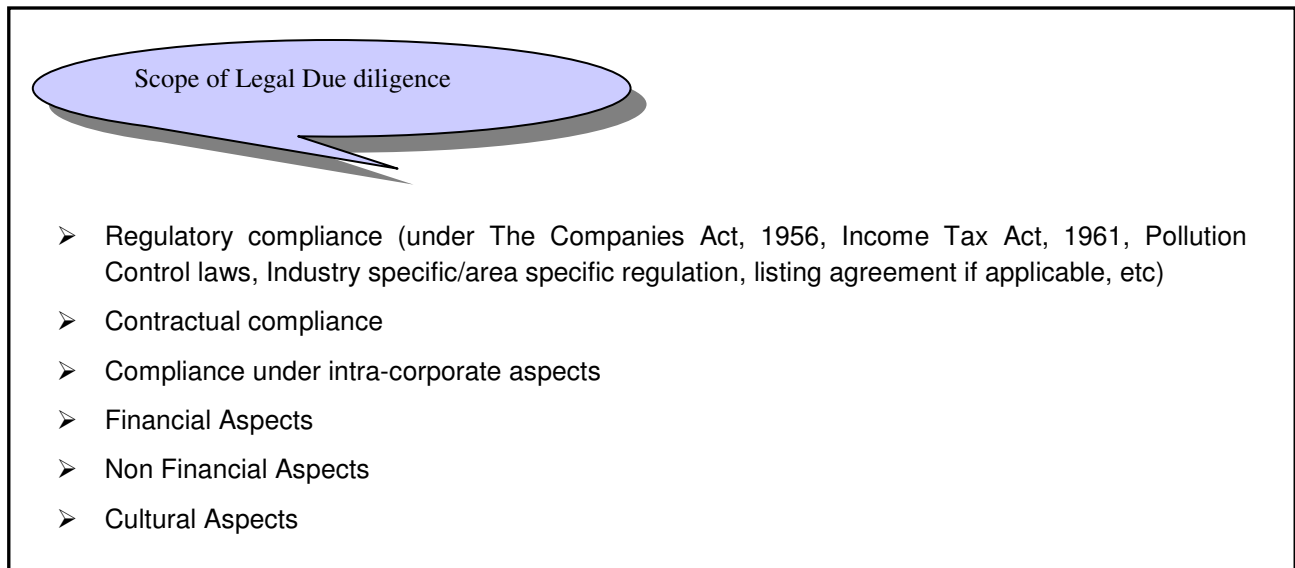 Scope of Legal Due diligence
➢ Regulatory compliance (under The Companies Act, 1956, Income Tax Act, 1961, Pollution
Control laws, Industry specific/area specific regulation, listing agreement if applicable, etc)
➢ Contractual compliance
➢ Compliance under intra-corporate aspects
➢ Financial Aspects
➢ Non Financial Aspects
➢ Cultural Aspects